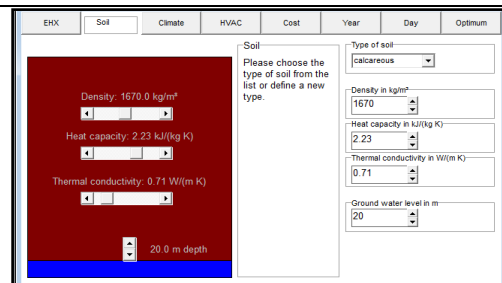 EHX Soil Climate HVAC Cost Year Day Optimum
Density: 1670.0 kg/m³
Heat capacity: 2.23 kJ/(kg K)
Thermal conductivity: 0.71 W/(m K)
20.0 m depth
Soil
Please choose the
type of soil from the
list or define a new
type.
Type of soil
calcareous
Density in kg/m³
1670
Heat capacity in kJ/(kg K)
2.23
Thermal conductivity in W/(m K)
0.71
Ground water level in m
20